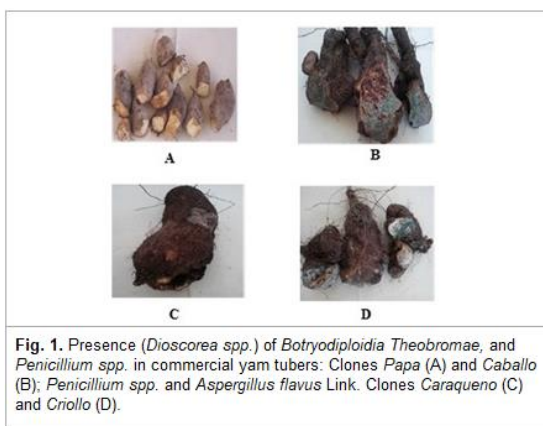 A
B
C
D
Fig. 1. Presence (Dioscorea spp.) of Botryodiploidia Theobromae, and
Penicillium spp. in commercial yam tubers: Clones Papa (A) and Caballo
(B); Penicillium spp. and Aspergillus flavus Link. Clones Caraqueno (C)
and Criollo (D).